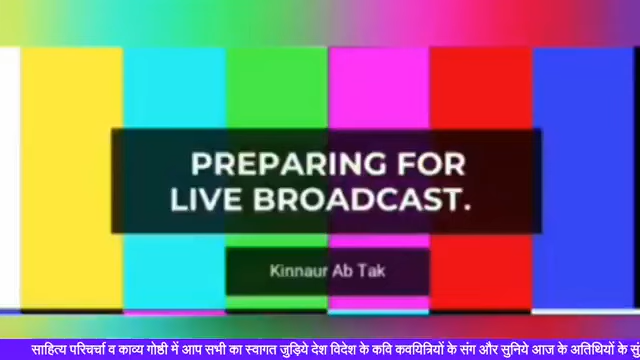 PREPARING FOR
LIVE BROADCAST.
Kinnaur Ab Tak
साहित्य परिचर्चा व काव्य गोष्ठी में आप सभी का स्वागत जुड़िये देश विदेश के कवि कवयित्रियों के संग और सुनिये आज के अतिथियों के